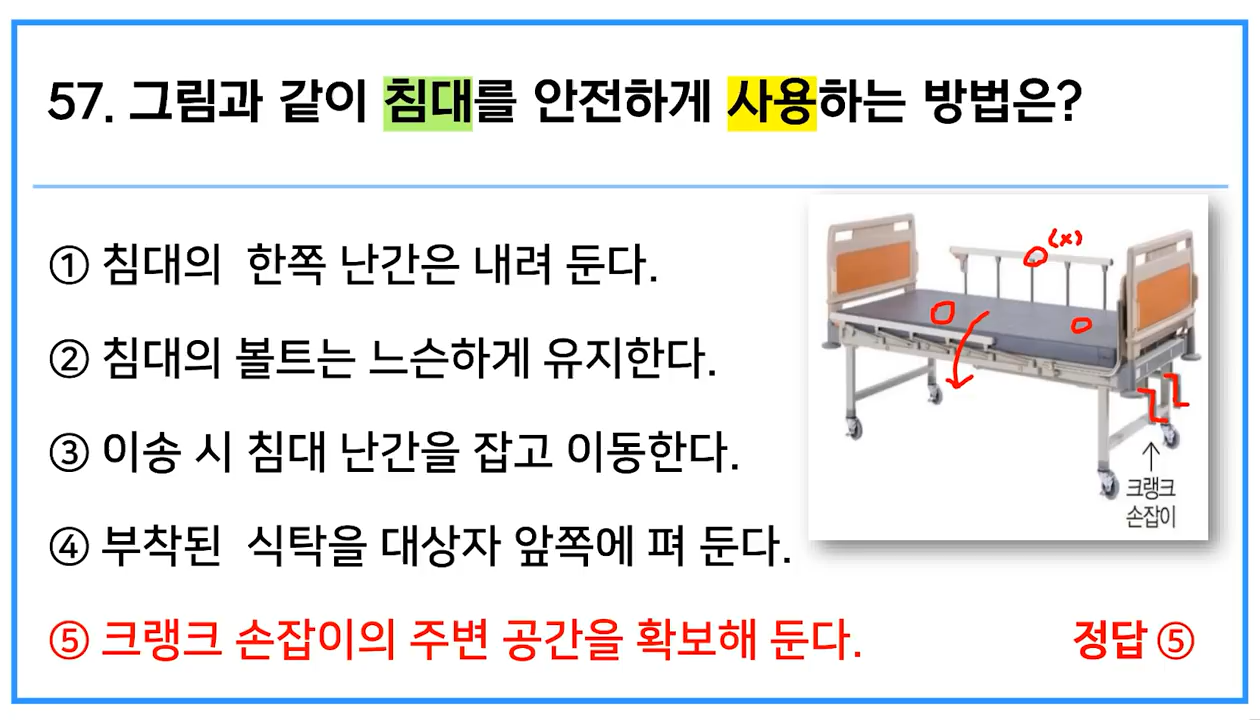 57. 그림과 같이 침대를 안전하게 사용하는 방법은?
① 침대의 한쪽 난간은 내려 둔다.
② 침대의 볼트는 느슨하게 유지한다.
③ 이송 시 침대 난간을 잡고 이동한다.
④ 부착된 식탁을 대상자 앞쪽에 펴 둔다.
⑤ 크랭크 손잡이의 주변 공간을 확보해 둔다.
(x)
크랭크
손잡이
정답 ⑤